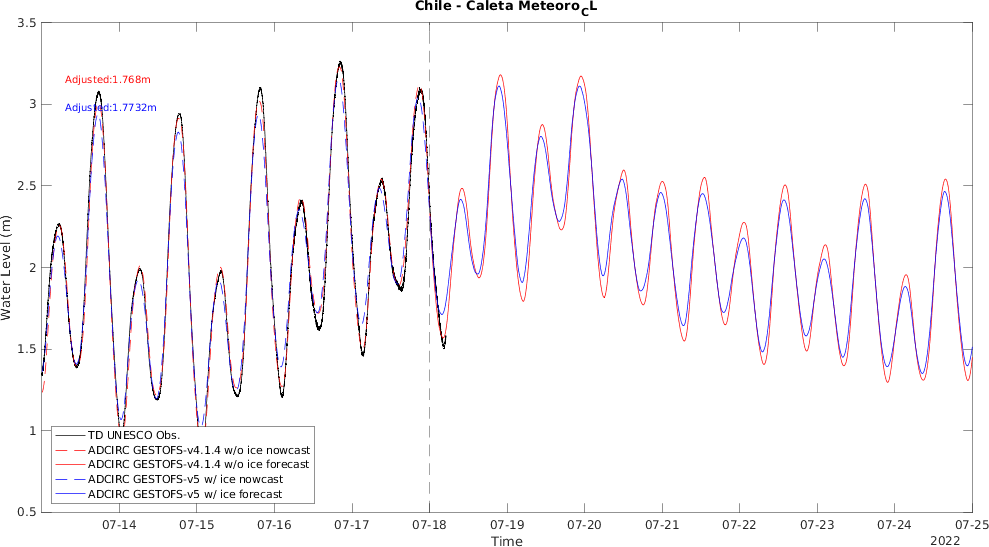 Chile - Caleta MeteoroCL
3.5
3
2.5
2
1.5
1
0.5
Water Level (m)
Adjusted:1.768m
Adjusted:1.7732m
TD UNESCO Obs.
ADCIRC GESTOFS-v4.1.4 w/o ice nowcast
ADCIRC GESTOFS-v4.1.4 w/o ice forecast
ADCIRC GESTOFS-v5 w/ ice nowcast
ADCIRC GESTOFS-v5 w/ ice forecast
07-14 07-15 07-16 07-17 07-18 07-19 07-20 07-21 07-22 07-23 07-24 07-25
Time
2022